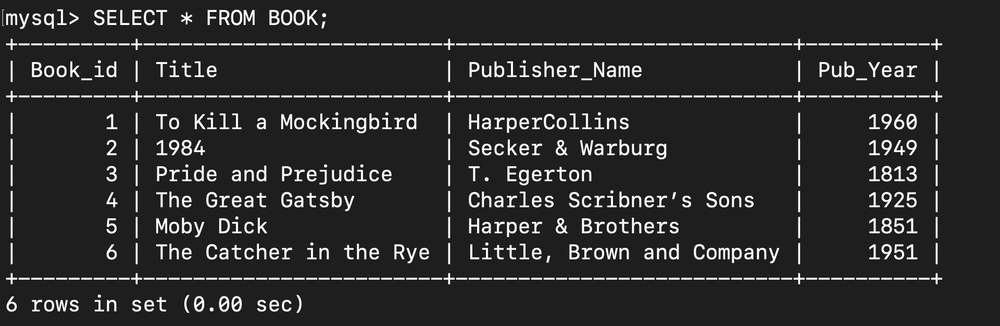 mysql> SELECT * FROM BOOK;
+---------+------------------------+---------------------------+----------+
| Book_id | Title                  | Publisher_Name            | Pub_Year |
+---------+------------------------+---------------------------+----------+
|       1 | To Kill a Mockingbird  | HarperCollins             |     1960 |
|       2 | 1984                   | Secker & Warburg          |     1949 |
|       3 | Pride and Prejudice    | T. Egerton                |     1813 |
|       4 | The Great Gatsby       | Charles Scribner’s Sons   |     1925 |
|       5 | Moby Dick              | Harper & Brothers         |     1851 |
|       6 | The Catcher in the Rye | Little, Brown and Company |     1951 |
+---------+------------------------+---------------------------+----------+
6 rows in set (0.00 sec)